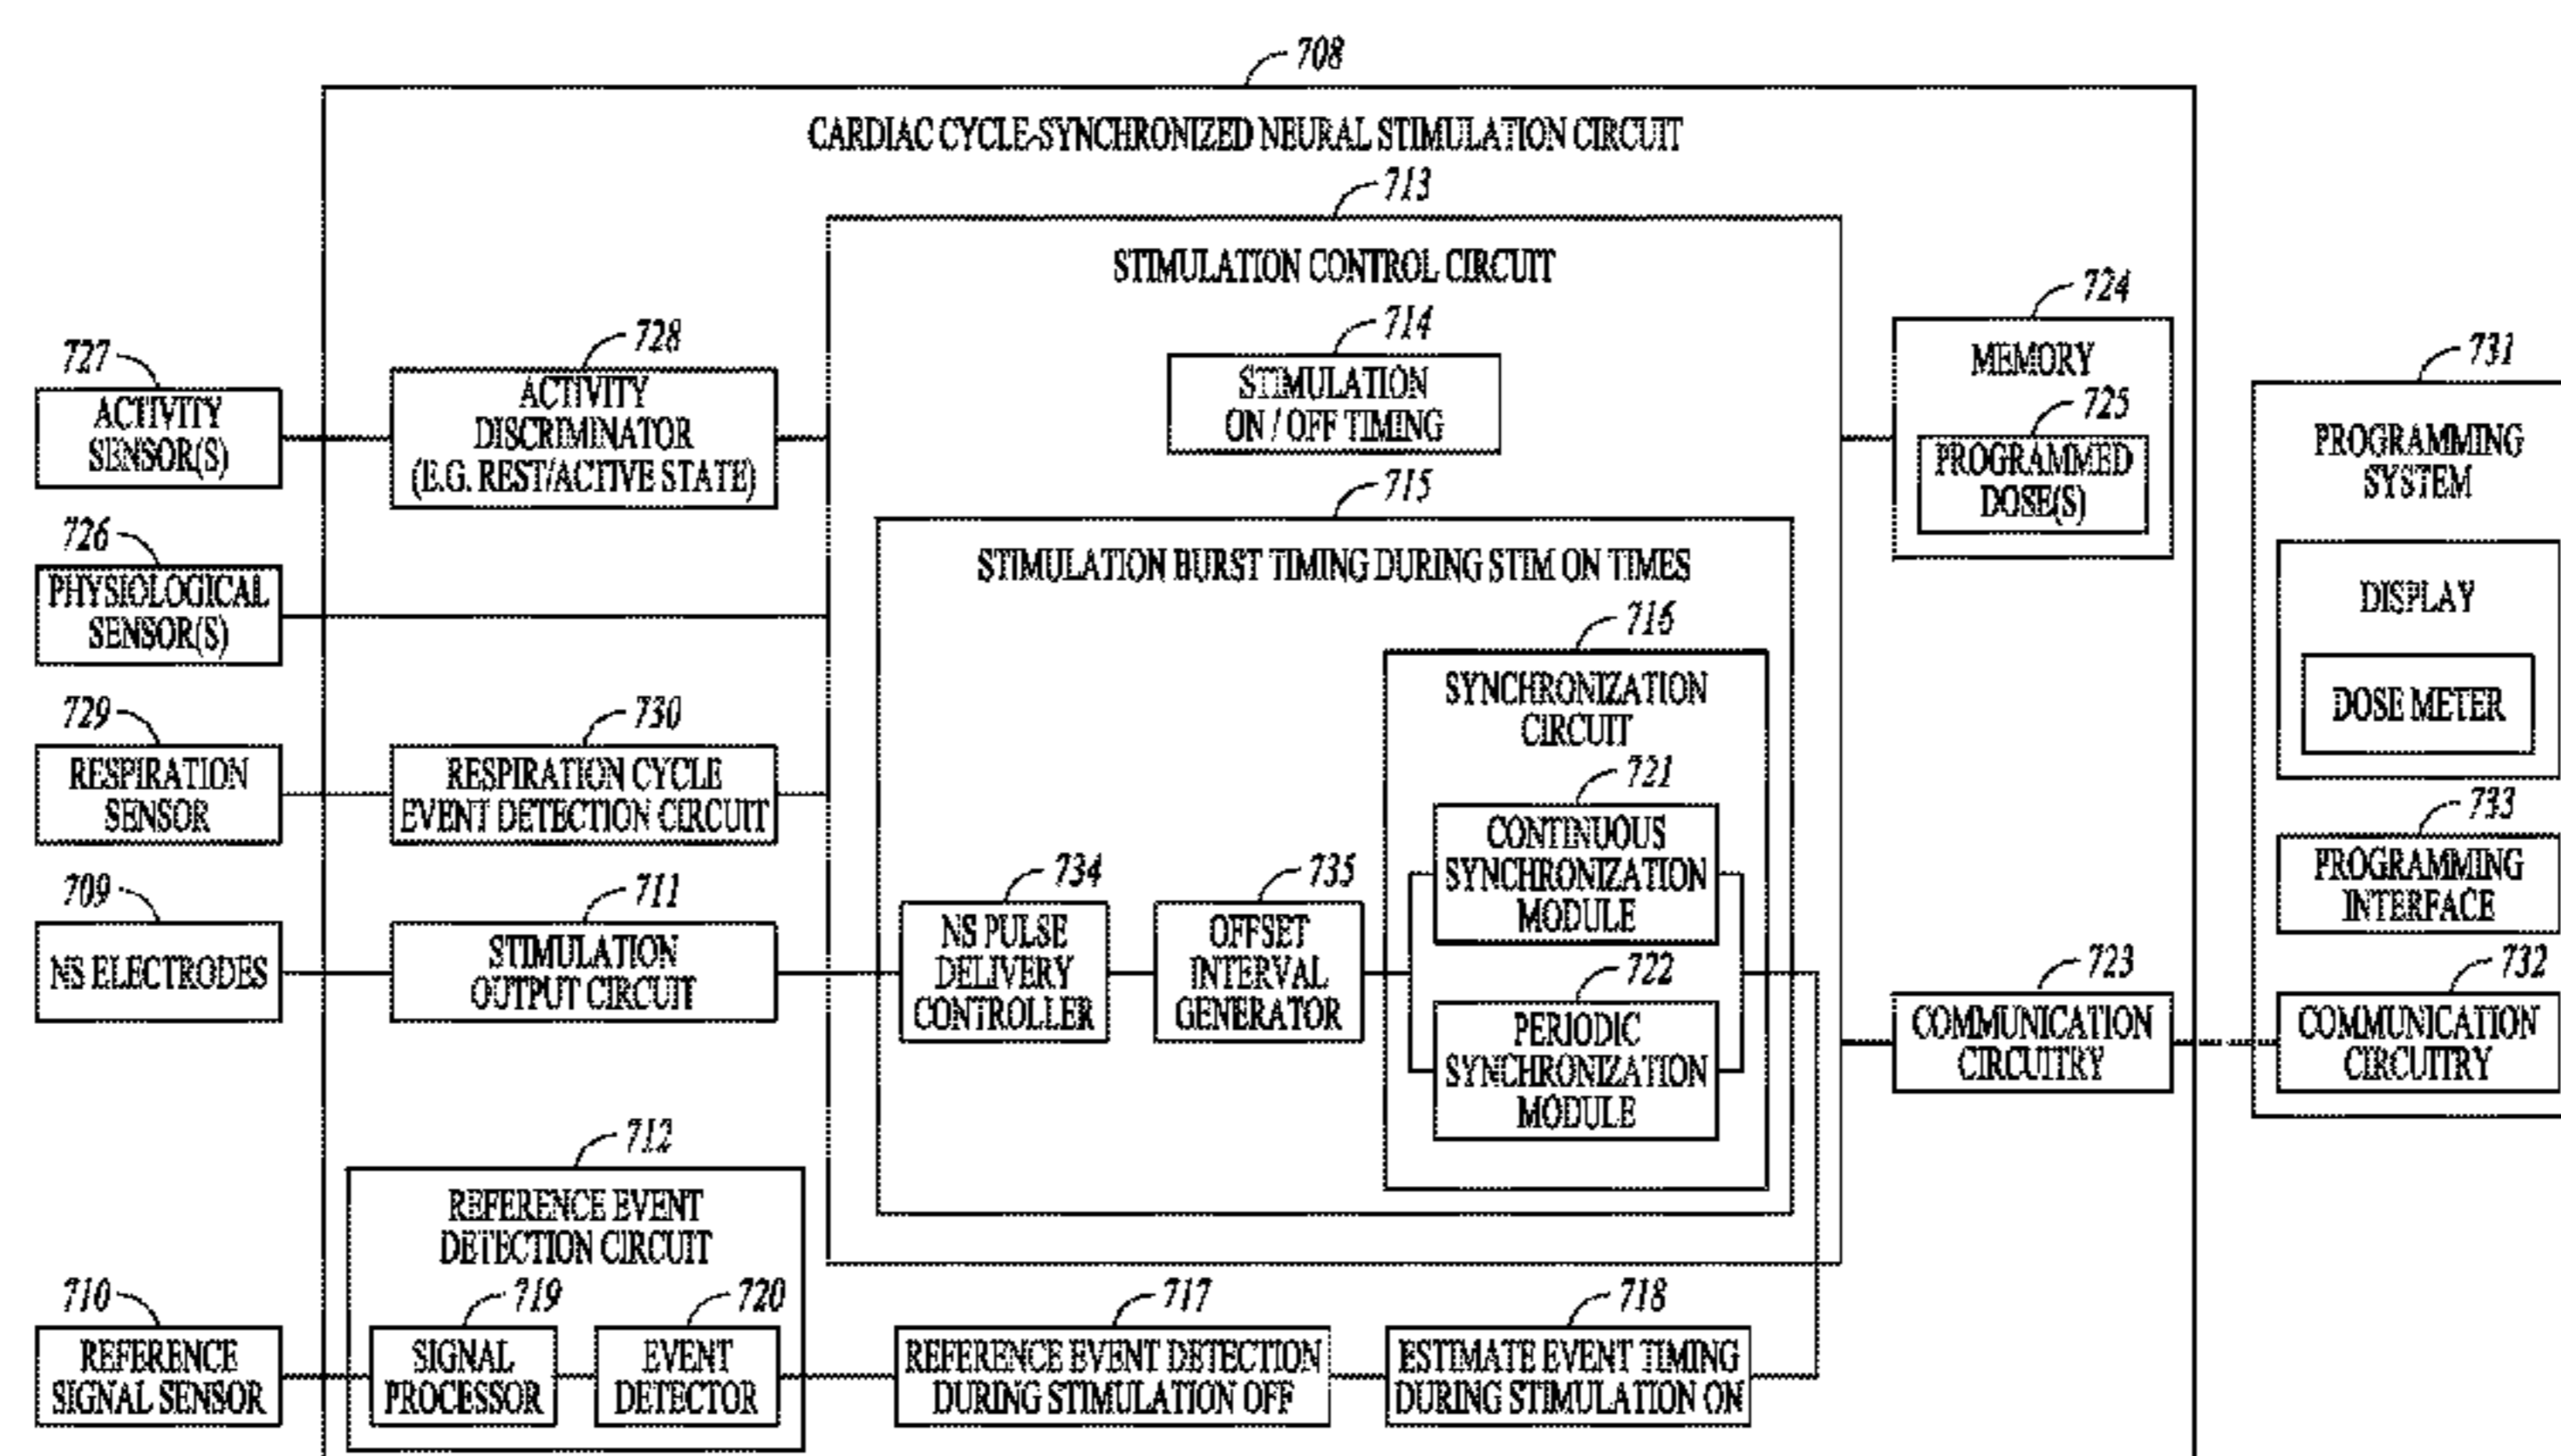 708
CARDIAC CYCLE-SYNCHRONIZED NEURAL STIMULATION CIRCUIT
713
STIMULATION CONTROL CIRCUIT
714
STIMULATION
ON / OFF TIMING
715
STIMULATION BURST TIMING DURING STIM ON TIMES
716
SYNCHRONIZATION
CIRCUIT
721
CONTINUOUS
SYNCHRONIZATION
MODULE
722
PERIODIC
SYNCHRONIZATION
MODULE
734
NS PULSE
DELIVERY
CONTROLLER
735
OFFSET
INTERVAL
GENERATOR
727
ACTIVITY
SENSOR(S)
728
ACTIVITY
DISCRIMINATOR
(E.G. REST/ACTIVE STATE)
726
PHYSIOLOGICAL
SENSOR(S)
729
RESPIRATION
SENSOR
730
RESPIRATION CYCLE
EVENT DETECTION CIRCUIT
709
NS ELECTRODES
711
STIMULATION
OUTPUT CIRCUIT
712
REFERENCE EVENT
DETECTION CIRCUIT
710
REFERENCE
SIGNAL SENSOR
719
SIGNAL
PROCESSOR
720
EVENT
DETECTOR
717
REFERENCE EVENT DETECTION
DURING STIMULATION OFF
718
ESTIMATE EVENT TIMING
DURING STIMULATION ON
724
MEMORY
725
PROGRAMMED
DOSE(S)
723
COMMUNICATION
CIRCUITRY
731
PROGRAMMING
SYSTEM
DISPLAY
DOSE METER
733
PROGRAMMING
INTERFACE
732
COMMUNICATION
CIRCUITRY